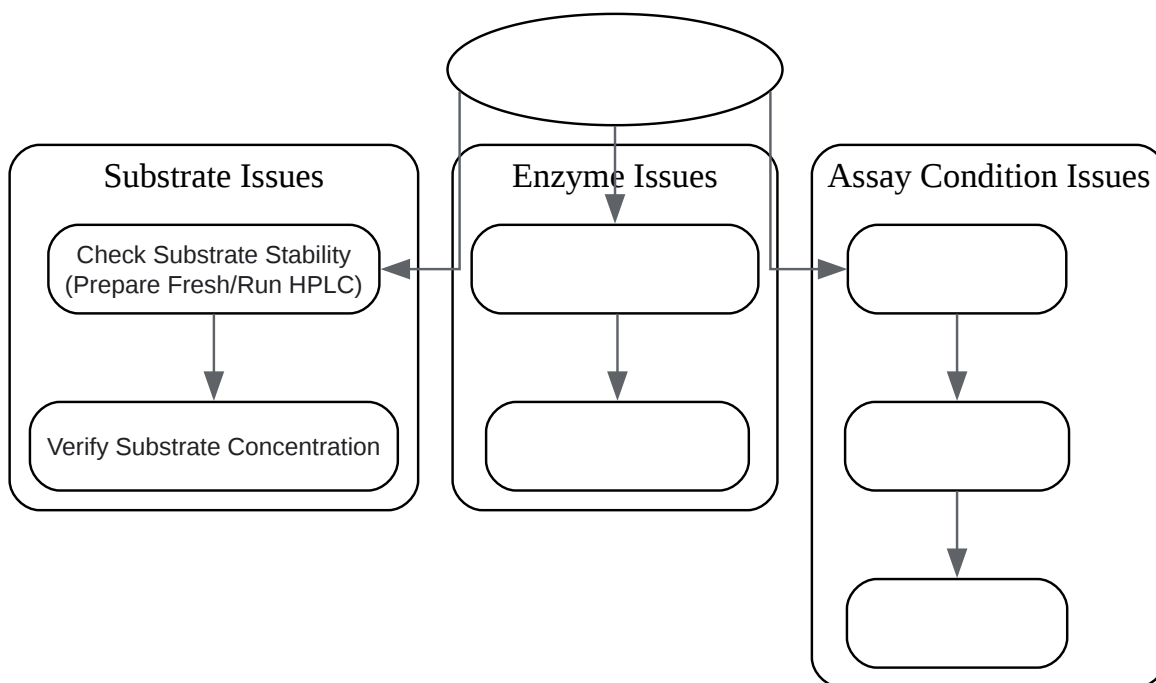 Substrate Issues
Check Substrate Stability
(Prepare Fresh/Run HPLC)
Verify Substrate Concentration
Enzyme Issues
Assay Condition Issues